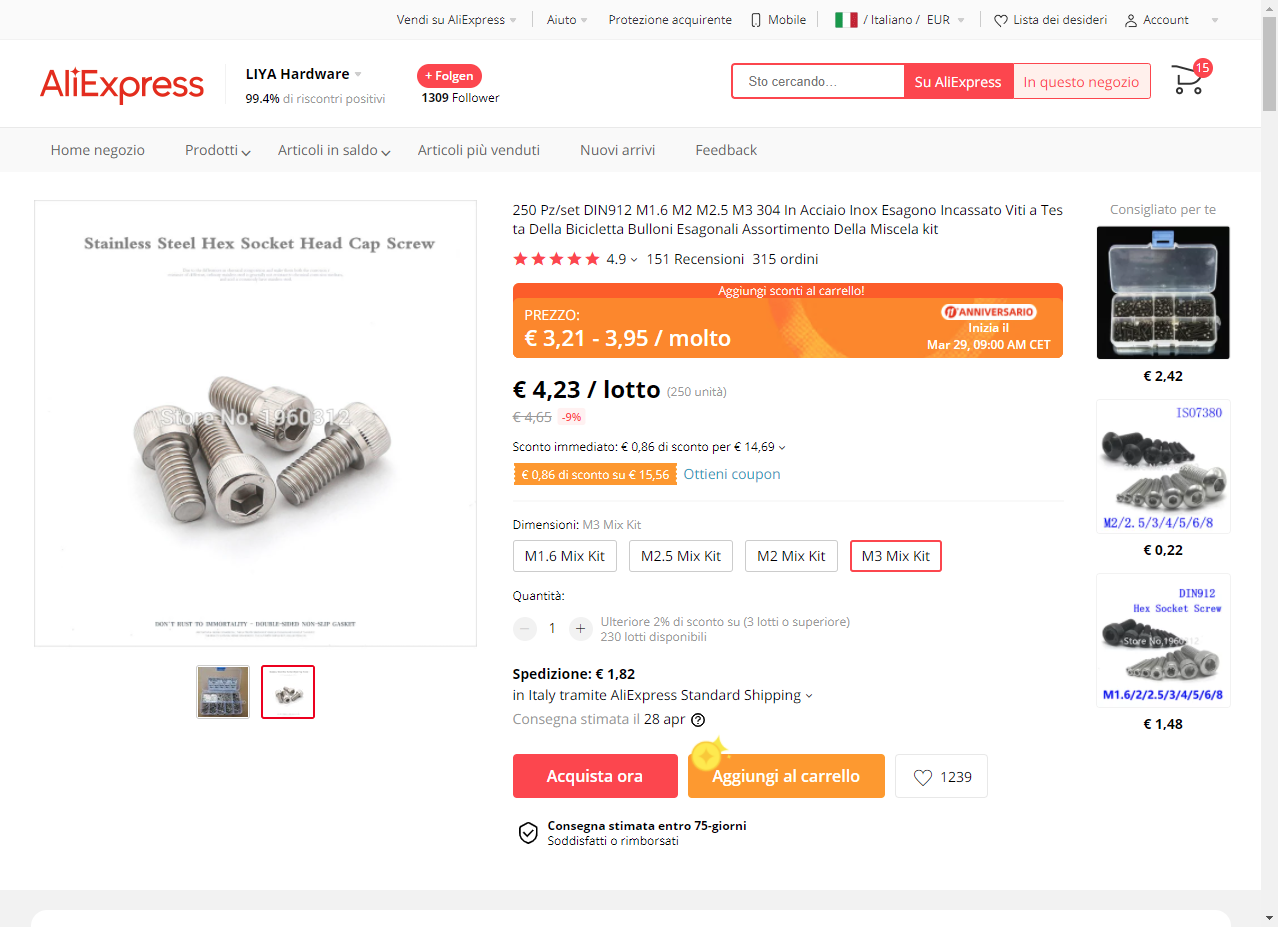 Vendi su AliExpress
Aiuto
Protezione acquirente
Mobile
/ Italiano / EUR
Lista dei desideri
Account
AliExpress
LIYA Hardware
99.4% di riscontri positivi
+ Folgen
1309 Follower
Sto cercando…
Su AliExpress
In questo negozio
15
Home negozio
Prodotti
Articoli in saldo
Articoli più venduti
Nuovi arrivi
Feedback
Stainless Steel Hex Socket Head Cap Screw
Store No: 1960312
DON'T RUST TO IMMORTALITY - DOUBLE-SIDED NON-SLIP GASKET
250 Pz/set DIN912 M1.6 M2 M2.5 M3 304 In Acciaio Inox Esagono Incassato Viti a Tes
ta Della Bicicletta Bulloni Esagonali Assortimento Della Miscela kit
4.9
151 Recensioni
315 ordini
Aggiungi sconti al carrello!
PREZZO:
€ 3,21 - 3,95 / molto
ANNIVERSARIO
Inizia il
Mar 29, 09:00 AM CET
€ 4,23 / lotto (250 unità)
€ 4,65 -9%
Sconto immediato: € 0,86 di sconto per € 14,69
€ 0,86 di sconto su € 15,56
Ottieni coupon
Dimensioni: M3 Mix Kit
M1.6 Mix Kit
M2.5 Mix Kit
M2 Mix Kit
M3 Mix Kit
Quantità:
1
Ulteriore 2% di sconto su (3 lotti o superiore)
230 lotti disponibili
Spedizione: € 1,82
in Italy tramite AliExpress Standard Shipping
Consegna stimata il 28 apr
Acquista ora
Aggiungi al carrello
1239
Consegna stimata entro 75-giorni
Soddisfatti o rimborsati
Consigliato per te
€ 2,42
ISO7380
M2/2.5/3/4/5/6/8
€ 0,22
DIN912
Hex Socket Screw
Store No.1960312
M1.6/2/2.5/3/4/5/6/8
€ 1,48